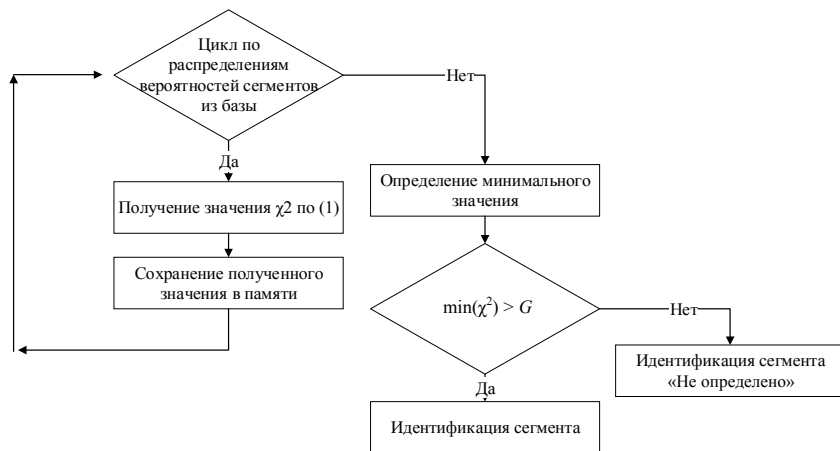 Цикл по
распределениям
вероятностей сегментов
из базы
Нет
Да
Получение значения χ2 по (1)
Сохранение полученного
значения в памяти
Определение минимального
значения
min(χ²) > G
Нет
Да
Идентификация сегмента
«Не определено»
Идентификация сегмента